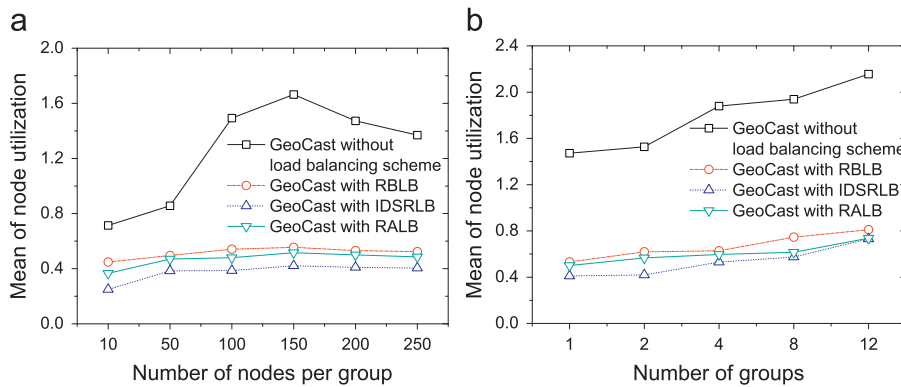 a
2.0
1.6
1.2
0.8
0.4
0.0
Mean of node utilization
GeoCast without
load balancing scheme
GeoCast with RBLB
GeoCast with IDSRLB
GeoCast with RALB
10 50 100 150 200 250
Number of nodes per group
b
2.4
2.0
1.6
1.2
0.8
0.4
0.0
Mean of node utilization
GeoCast without
load balancing scheme
GeoCast with RBLB
GeoCast with IDSRLB
GeoCast with RALB
1 2 4 8 12
Number of groups